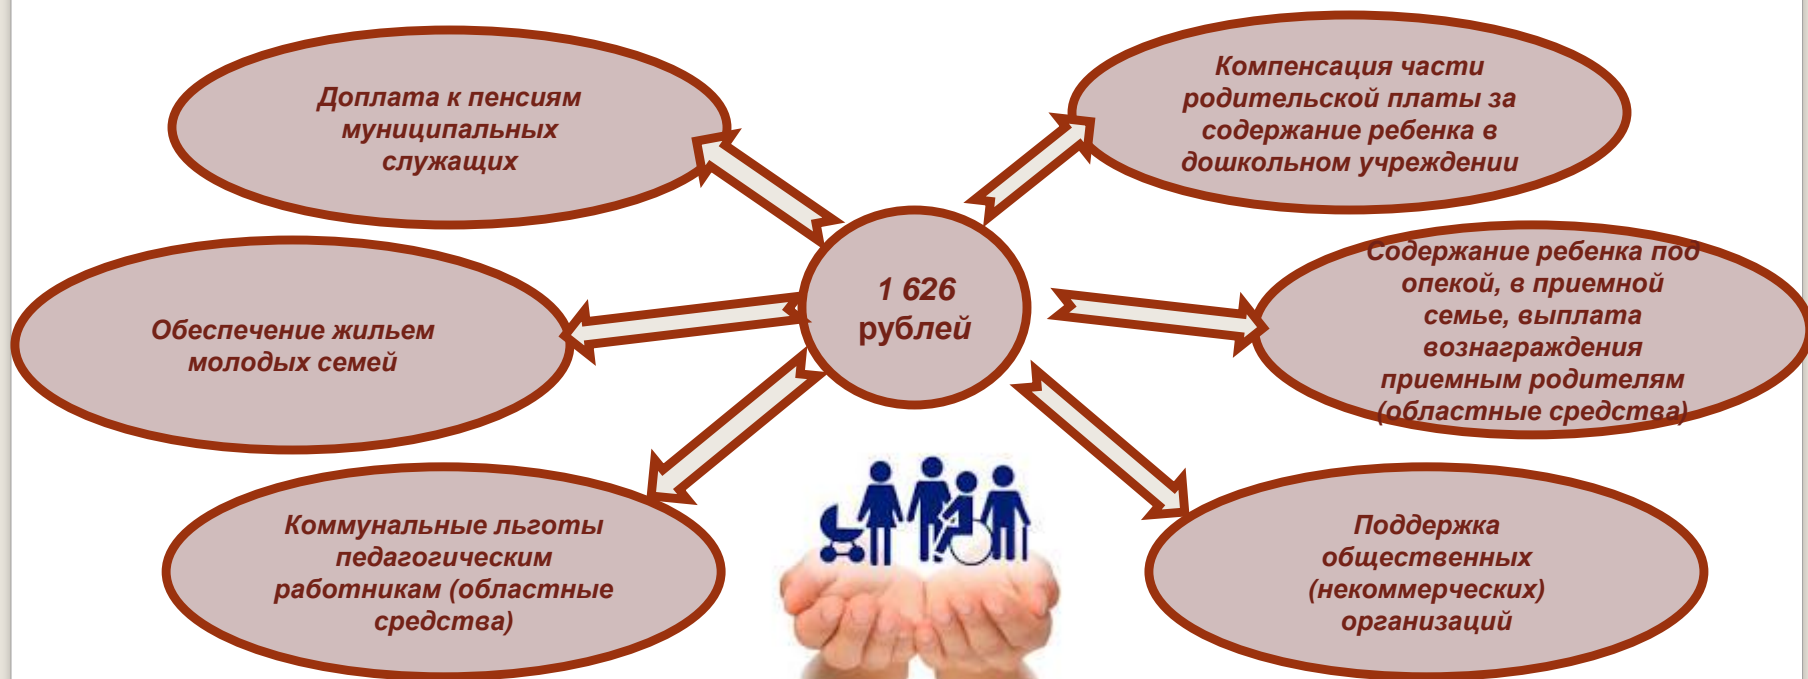 Доплата к пенсиям
муниципальных
служащих
Компенсация части
родительской платы за
содержание ребенка в
дошкольном учреждении
1 626
рублей
Обеспечение жильем
молодых семей
Содержание ребенка под
опекой, в приемной
семье, выплата
вознаграждения
приемным родителям
(областные средства)
Коммунальные льготы
педагогическим
работникам (областные
средства)
Поддержка
общественных
(некоммерческих)
организаций